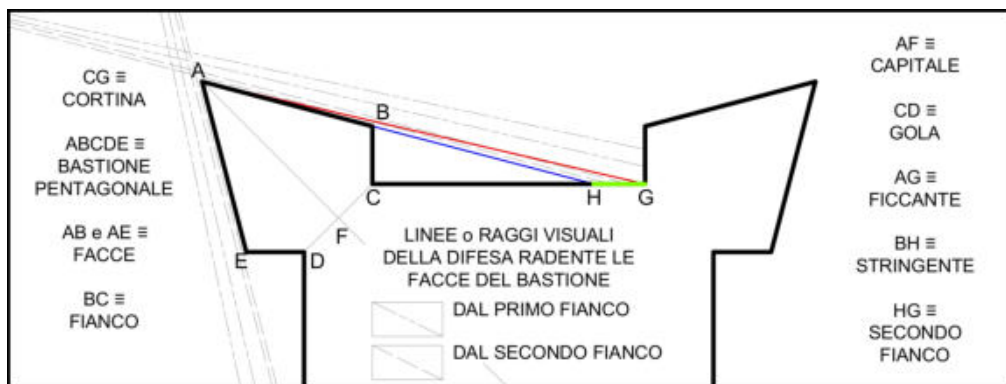 CG ≡
CORTINA
ABCDE ≡
BASTIONE
PENTAGONALE
AB e AE ≡
FACCE
BC ≡
FIANCO
A
B
C
H
G
F
E
D
LINEE o RAGGI VISUALI
DELLA DIFESA RADENTE LE
FACCE DEL BASTIONE
DAL PRIMO FIANCO
DAL SECONDO FIANCO
AF ≡
CAPITALE
CD ≡
GOLA
AG ≡
FICCANTE
BH ≡
STRINGENTE
HG ≡
SECONDO
FIANCO